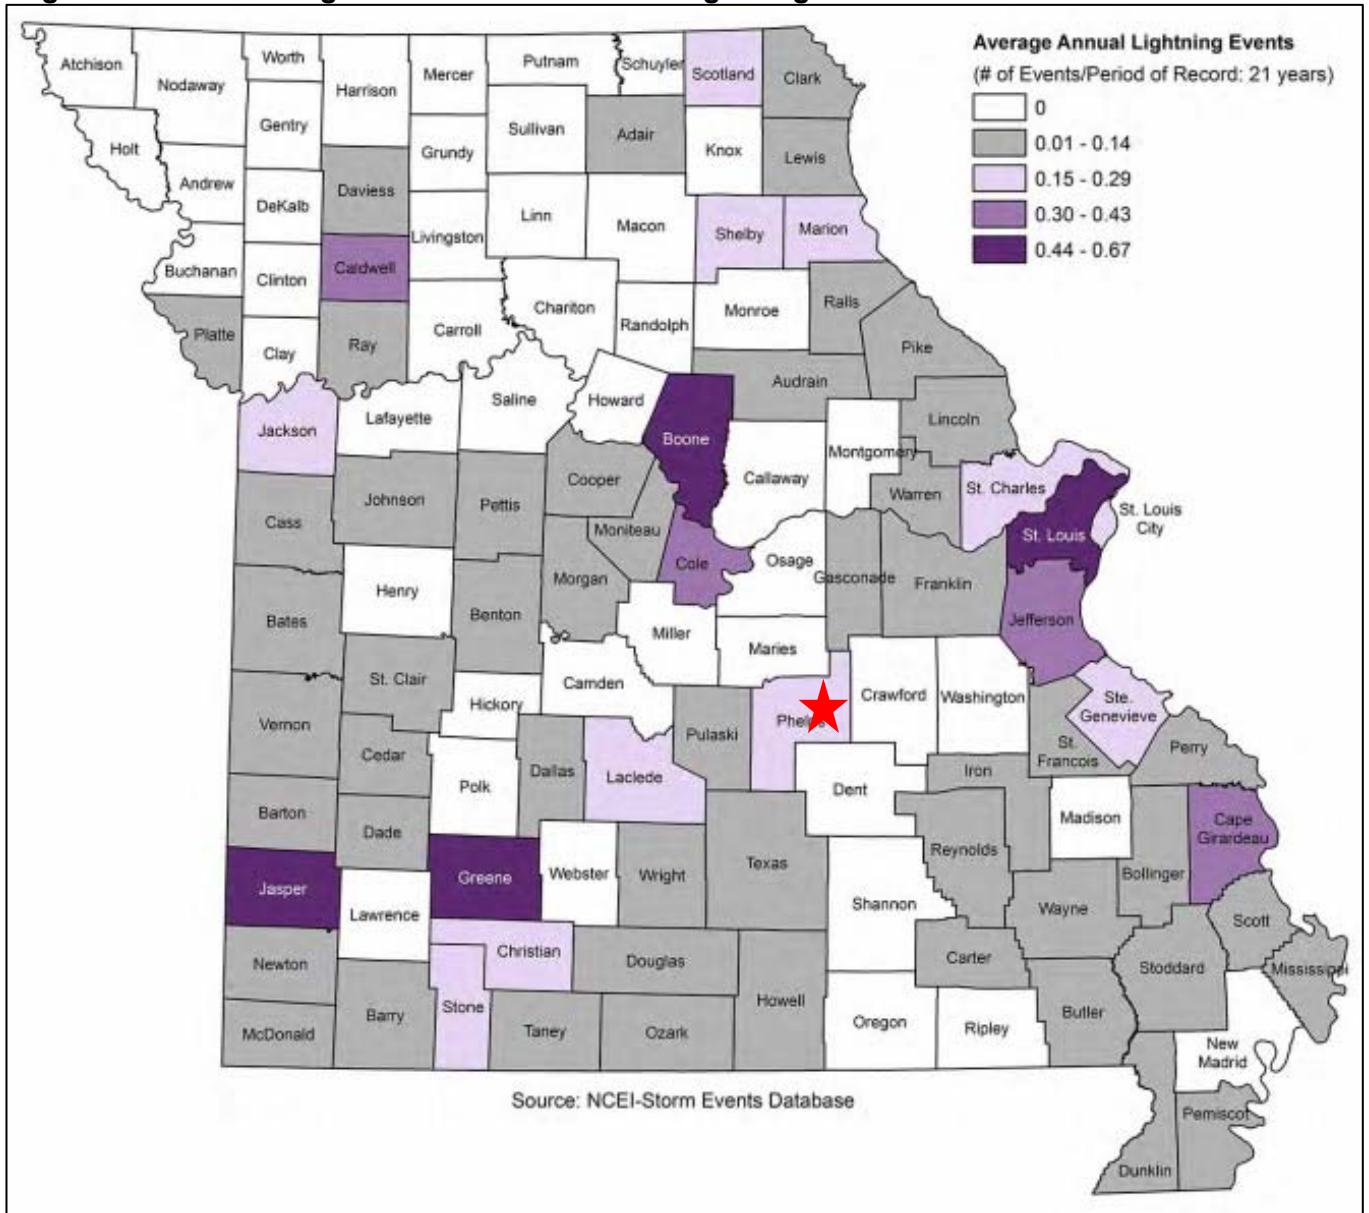 Average Annual Lightning Events
(# of Events/Period of Record: 21 years)
0
0.01 - 0.14
0.15 - 0.29
0.30 - 0.43
0.44 - 0.67
Atchison
Nodaway
Worth
Harrison
Mercer
Putnam
Schuyler
Scotland
Clark
Gentry
Holt
Sullivan
Adair
Knox
Lewis
Grundy
Andrew
DeKalb
Daviess
Linn
Macon
Shelby
Marion
Livingston
Buchanan
Clinton
Caldwell
Chariton
Randolph
Monroe
Ralls
Platte
Clay
Ray
Carroll
Pike
Audrain
Jackson
Lafayette
Saline
Howard
Boone
Lincoln
Callaway
Montgomery
Warren
St. Charles
St. Louis
City
St. Louis
Cass
Johnson
Pettis
Cooper
Moniteau
Cole
Osage
Gasconade
Franklin
Jefferson
Henry
Morgan
Bates
Benton
Miller
Maries
St. Clair
Camden
Hickory
Phelps
Crawford
Washington
Ste.
Genevieve
Vernon
Cedar
Dallas
Laclede
Pulaski
St.
Francois
Perry
Polk
Dent
Iron
Barton
Dade
Madison
Cape
Girardeau
Jasper
Greene
Webster
Wright
Texas
Reynolds
Bollinger
Lawrence
Shannon
Wayne
Scott
Newton
Christian
Douglas
Carter
Stoddard
Mississippi
McDonald
Barry
Stone
Taney
Ozark
Howell
Oregon
Ripley
Butler
New
Madrid
Pemiscot
Dunklin
Source: NCEI-Storm Events Database